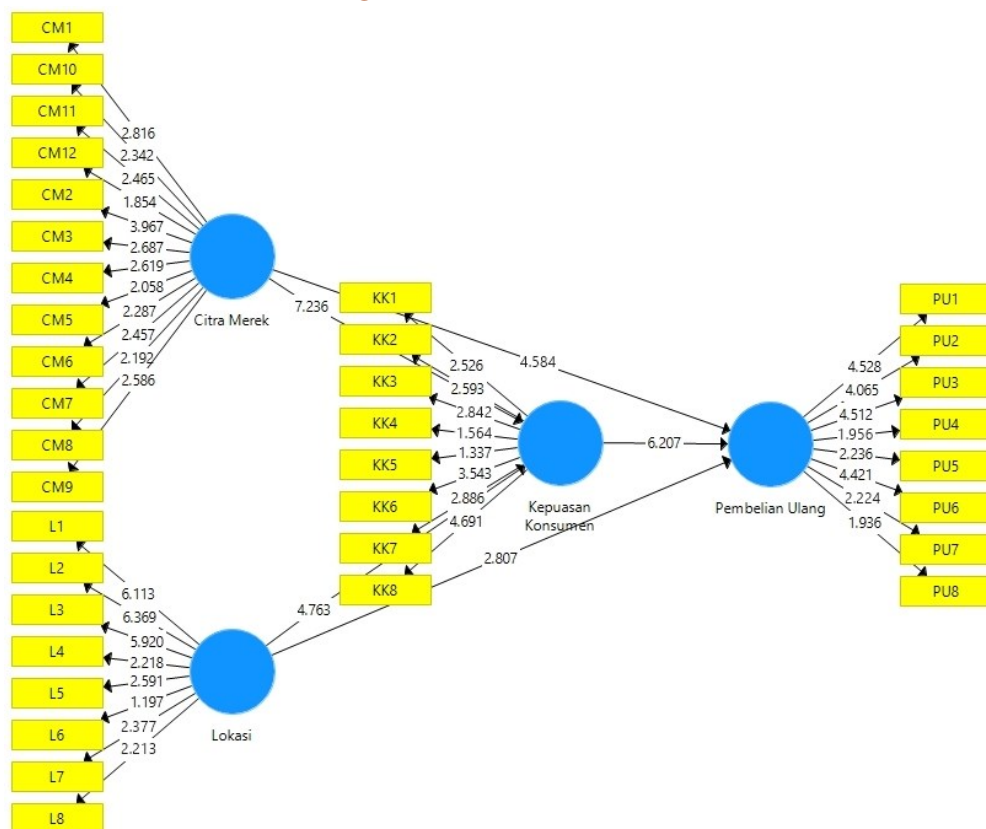 CM1
CM10
CM11
CM12
CM2
CM3
CM4
CM5
CM6
CM7
CM8
CM9
2.816
2.342
2.465
1.854
3.967
2.687
2.619
2.058
2.287
2.457
2.192
2.586
Citra Merek
L1
L2
L3
L4
L5
L6
L7
L8
6.113
6.369
5.920
2.218
2.591
1.197
2.377
2.213
Lokasi
7.236
4.584
4.763
2.807
6.207
KK1
KK2
KK3
KK4
KK5
KK6
KK7
KK8
2.526
2.593
2.842
1.564
1.337
3.543
2.886
4.691
Kepuasan
Konsumen
Pembelian Ulang
4.528
4.065
4.512
1.956
2.236
4.421
2.224
1.936
PU1
PU2
PU3
PU4
PU5
PU6
PU7
PU8